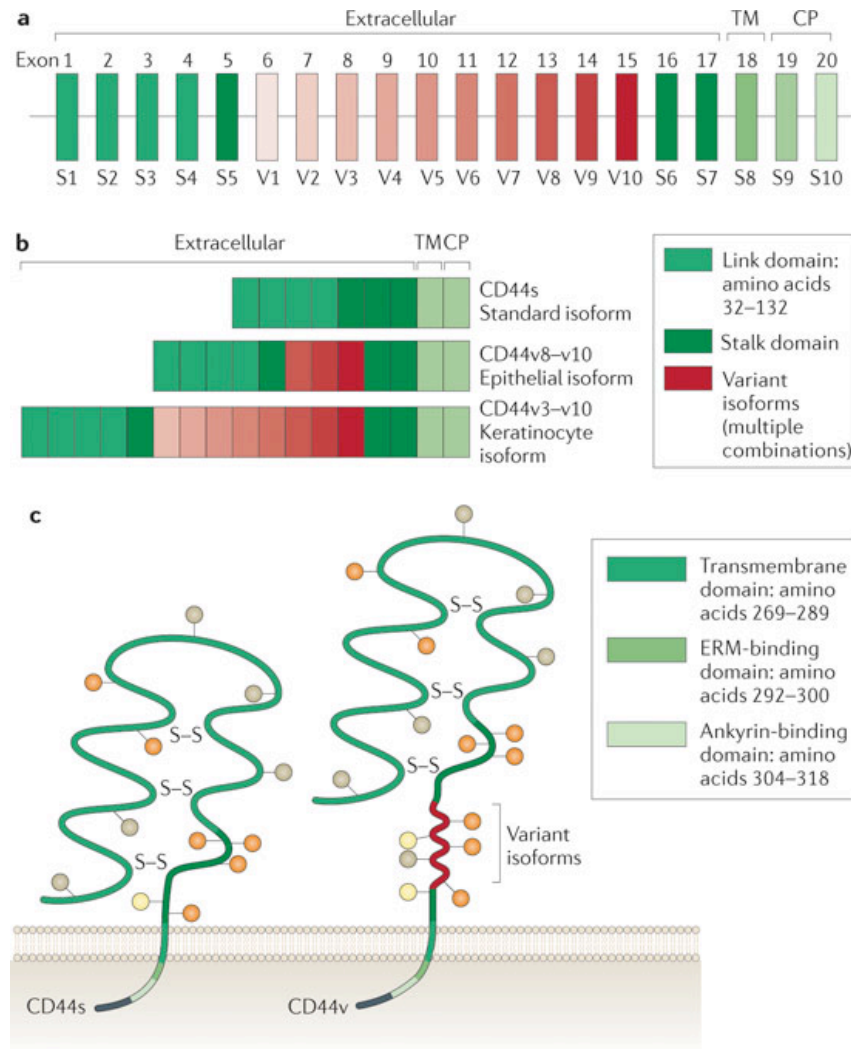 a
Extracellular TM CP
Exon 1 2 3 4 5 6 7 8 9 10 11 12 13 14 15 16 17 18 19 20
S1 S2 S3 S4 S5 V1 V2 V3 V4 V5 V6 V7 V8 V9 V10 S6 S7 S8 S9 S10
b
Extracellular TM CP
CD44s
Standard isoform
CD44v8–v10
Epithelial isoform
CD44v3–v10
Keratinocyte
isoform
Link domain:
amino acids
32–132
Stalk domain
Variant
isoforms
(multiple
combinations)
c
S–S
S–S
S–S
S–S
S–S
S–S
Variant
isoforms
CD44s
CD44v
Transmembrane
domain: amino
acids 269–289
ERM-binding
domain: amino
acids 292–300
Ankyrin-binding
domain: amino
acids 304–318